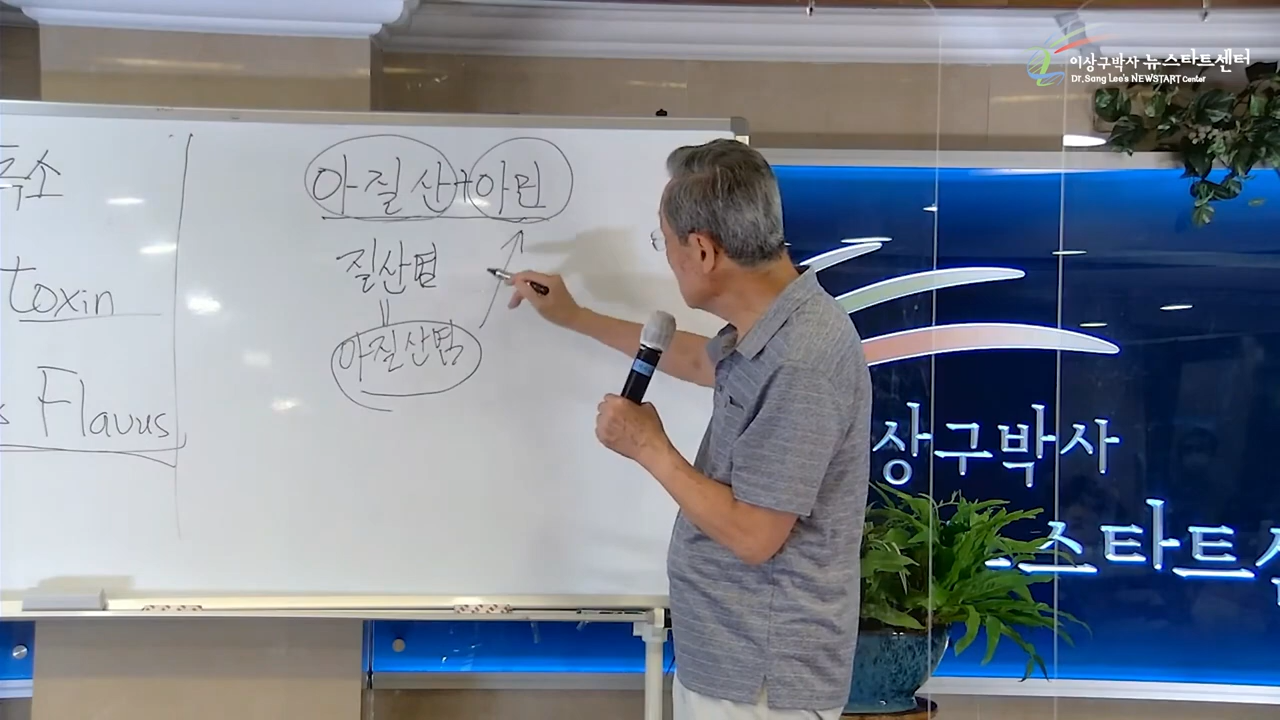 이상구박사 뉴스타트센터
Dr. Sang Lee's NEWSTART Center
독소
toxin
s Flavus
아질산+아민
질산염
=
아질산염
상구박사
스타트센